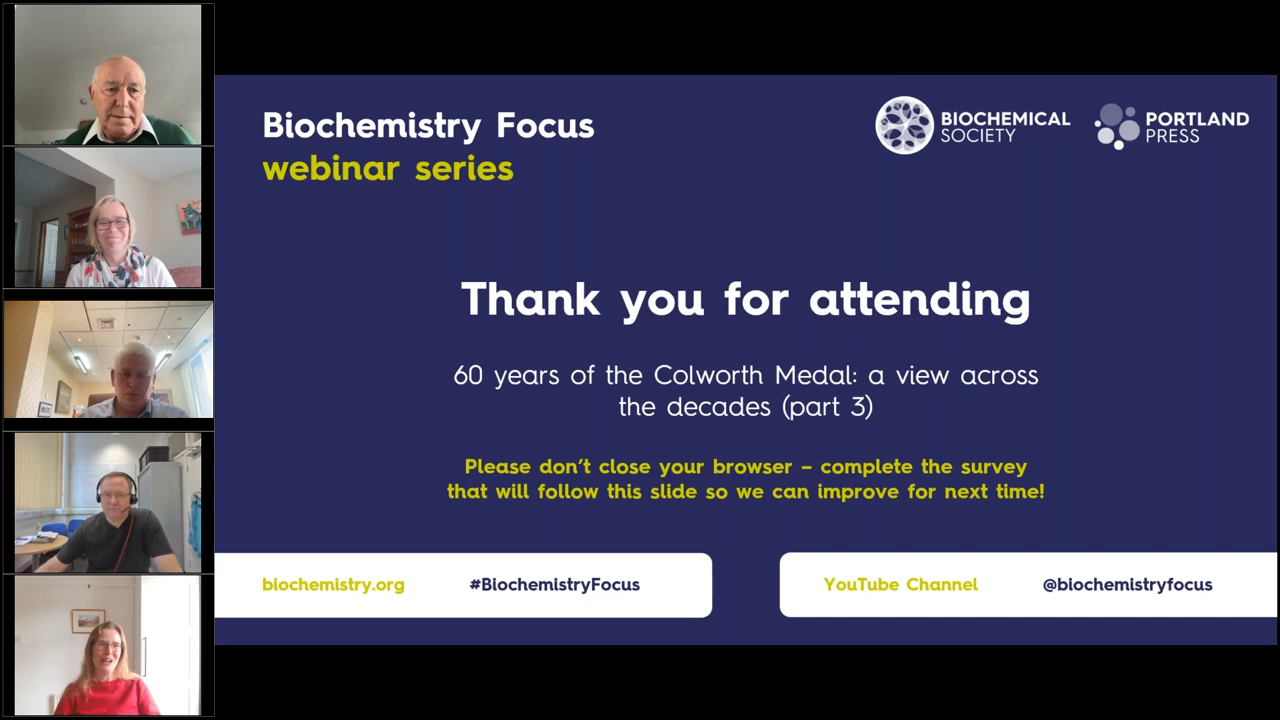 Biochemistry Focus
webinar series
BIOCHEMICAL
SOCIETY
PORTLAND
PRESS
Thank you for attending
60 years of the Colworth Medal: a view across
the decades (part 3)
Please don’t close your browser – complete the survey
that will follow this slide so we can improve for next time!
biochemistry.org
#BiochemistryFocus
YouTube Channel
@biochemistryfocus